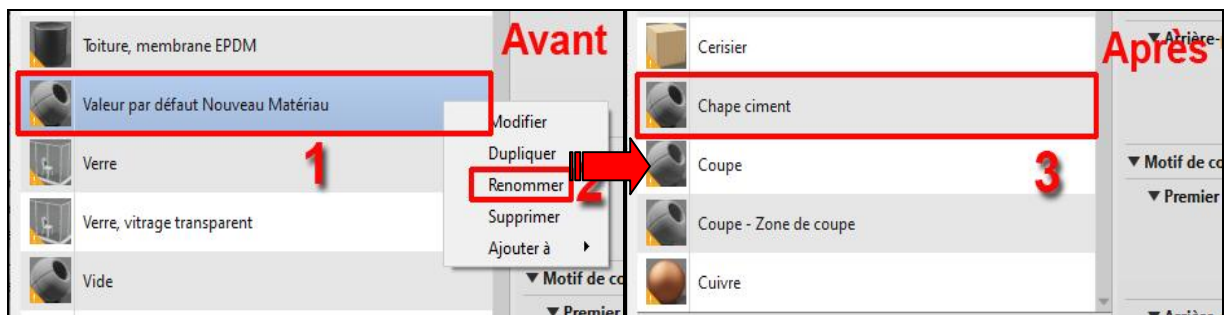 Avant
Toiture, membrane EPDM
Valeur par défaut Nouveau Matériau
1
Verre
Verre, vitrage transparent
Vide
Modifier
Dupliquer
Renommer
2
Supprimer
Ajouter à
▼ Motif de co
▼ Premier
Après
Cerisier
Chape ciment
Coupe
3
Coupe - Zone de coupe
Cuivre
▼ Arrière-
▼ Motif de co
▼ Premier